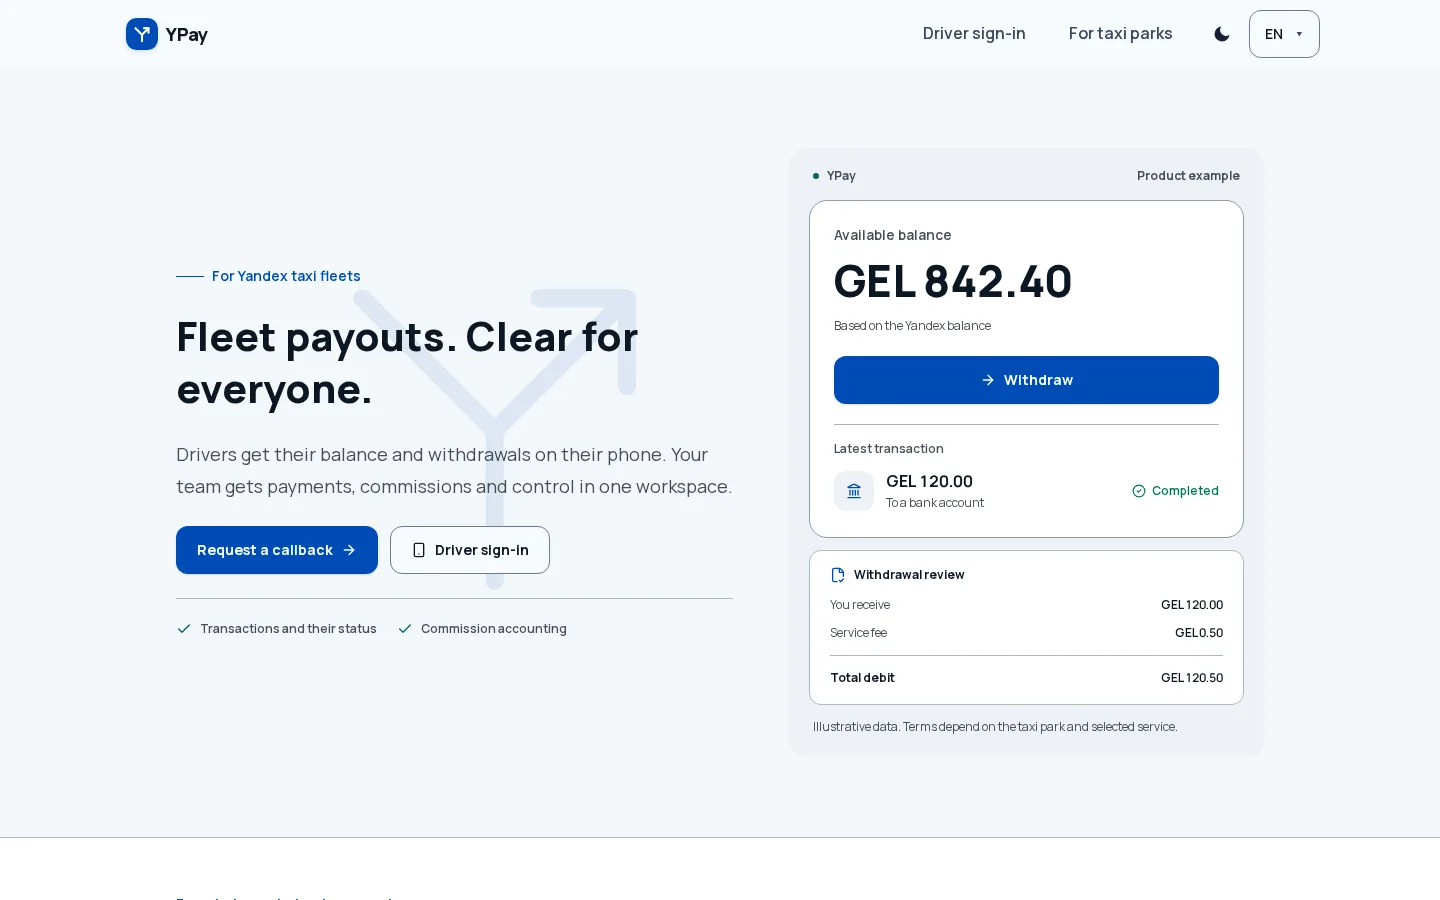 YPay
Driver sign-in
For taxi parks
EN
For Yandex taxi fleets
Fleet payouts. Clear for
everyone.
Drivers get their balance and withdrawals on their phone. Your
team gets payments, commissions and control in one workspace.
Request a callback
Driver sign-in
Transactions and their status
Commission accounting
YPay
Product example
Available balance
GEL 842.40
Based on the Yandex balance
Withdraw
Latest transaction
GEL 120.00
To a bank account
Completed
Withdrawal review
You receive GEL 120.00
Service fee GEL 0.50
Total debit GEL 120.50
Illustrative data. Terms depend on the taxi park and selected service.